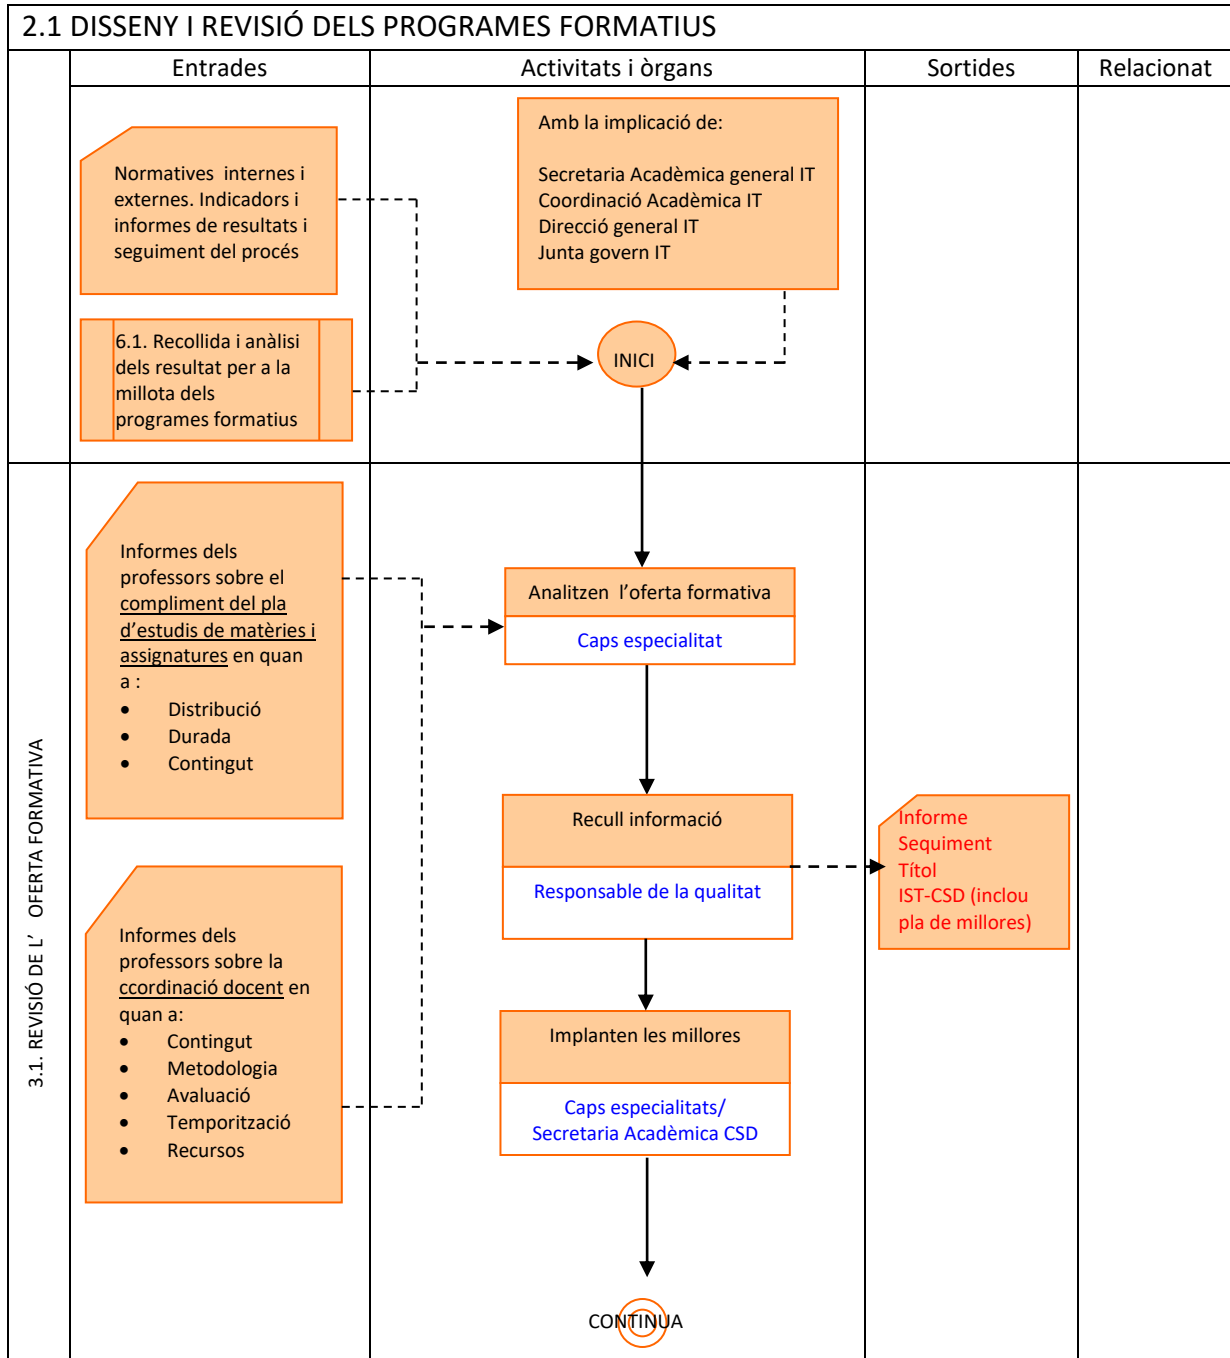 2.1 DISSENY I REVISIÓ DELS PROGRAMES FORMATIUS
Entrades
Activitats i òrgans
Sortides
Relacionat
Normatives internes i
externes. Indicadors i
informes de resultats i
seguiment del procés
Amb la implicació de:
Secretaria Acadèmica general IT
Coordinació Acadèmica IT
Direcció general IT
Junta govern IT
6.1. Recollida i anàlisi
dels resultat per a la
millota dels
programes formatius
INICI
3.1. REVISIÓ DE L’ OFERTA FORMATIVA
Informes dels
professors sobre el
compliment del pla
d’estudis de matèries i
assignatures en quan
a :
• Distribució
• Durada
• Contingut
Analitzen l’oferta formativa
Caps especialitat
Recull informació
Responsable de la qualitat
Informe
Sequiment
Títol
IST-CSD (inclou
pla de millores)
Informes dels
professors sobre la
ccordinació docent en
quan a:
• Contingut
• Metodologia
• Avaluació
• Temporització
• Recursos
Implanten les millores
Caps especialitats/
Secretaria Acadèmica CSD
CONTINUA